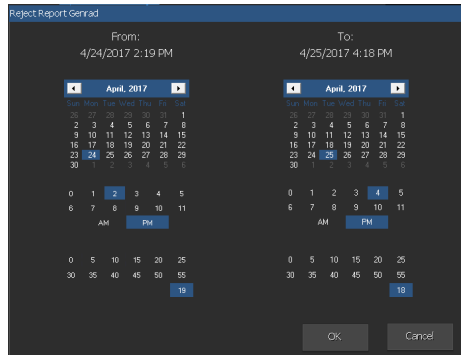 Reject Report Genrad
From: To:
4/24/2017 2:19 PM 4/25/2017 4:18 PM
April, 2017 April, 2017
Sun Mon Tue Wed Thu Fri Sat Sun Mon Tue Wed Thu Fri Sat
26 27 28 29 30 31 1 26 27 28 29 30 31 1
2 3 4 5 6 7 8 2 3 4 5 6 7 8
9 10 11 12 13 14 15 9 10 11 12 13 14 15
16 17 18 19 20 21 22 16 17 18 19 20 21 22
23 24 25 26 27 28 29 23 24 25 26 27 28 29
30 1 2 3 4 5 6 30 1 2 3 4 5 6
0 1 2 3 4 5 0 1 2 3 4 5
6 7 8 9 10 11 6 7 8 9 10 11
AM PM AM PM
0 5 10 15 20 25 0 5 10 15 20 25
30 35 40 45 50 55 30 35 40 45 50 55
19 18
OK Cancel